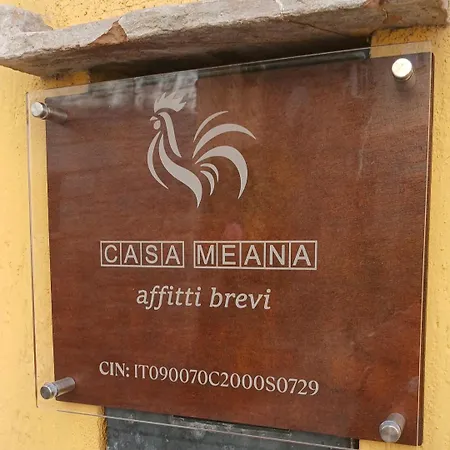 CASA MEANA
affitti brevi
CIN: IT090070C2000S0729